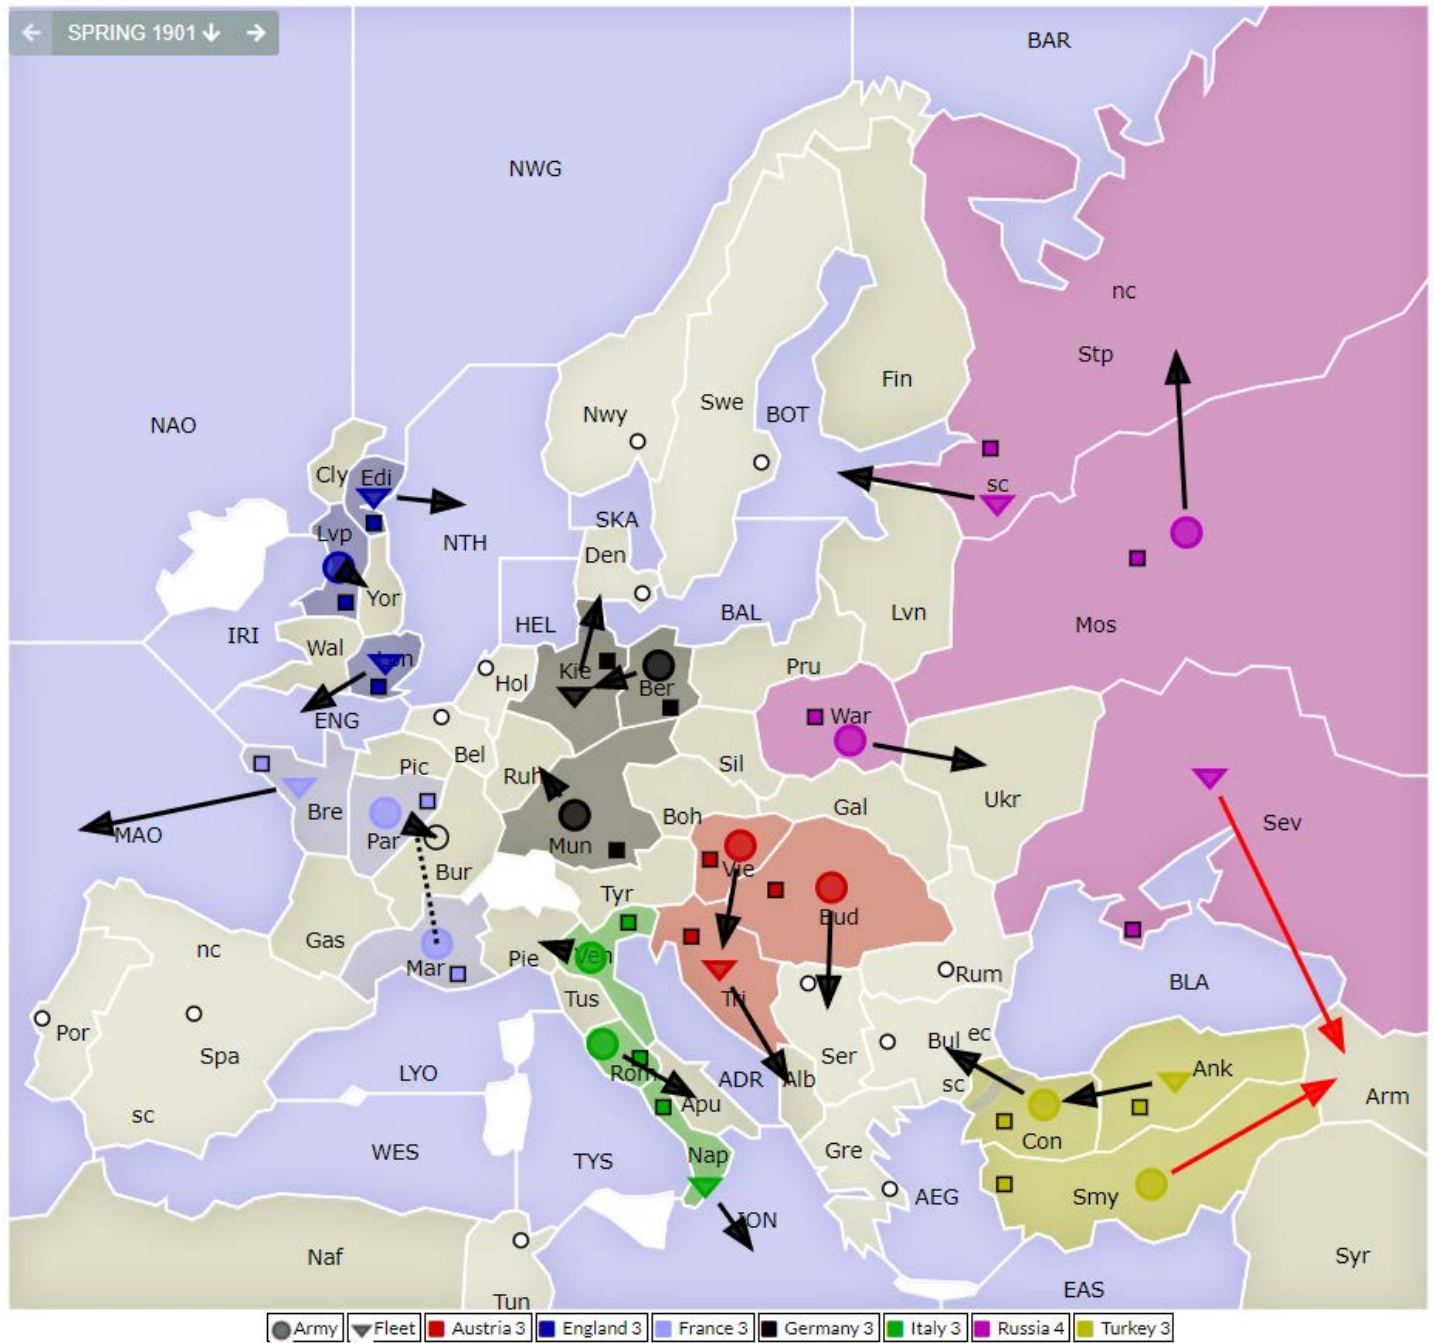 SPRING 1901
BAR
NWG
nc
Stp
Fin
Swe
BOT
Nwy
NAO
Cly
Edi
sc
SKA
NTH
Lvp
Den
Yor
HEL
BAL
Lvn
IRI
Wal
Mos
Lon
Hol
Kie
Ber
Pru
War
ENG
Bel
Pic
Ruh
Sil
Ukr
Gal
Sev
MAO
Bre
Par
Boh
Mun
Bur
Vie
Tyr
Bud
Gas
nc
Mar
Pie
Ven
Rum
BLA
Tus
Tri
Por
Spa
Ser
Bul
ec
LYO
Rom
ADR
Alb
sc
Ank
Arm
Apu
sc
Con
WES
TYS
Nap
Gre
AEG
Smy
ION
Naf
Syr
EAS
Tun
Army
Fleet
Austria 3
England 3
France 3
Germany 3
Italy 3
Russia 4
Turkey 3